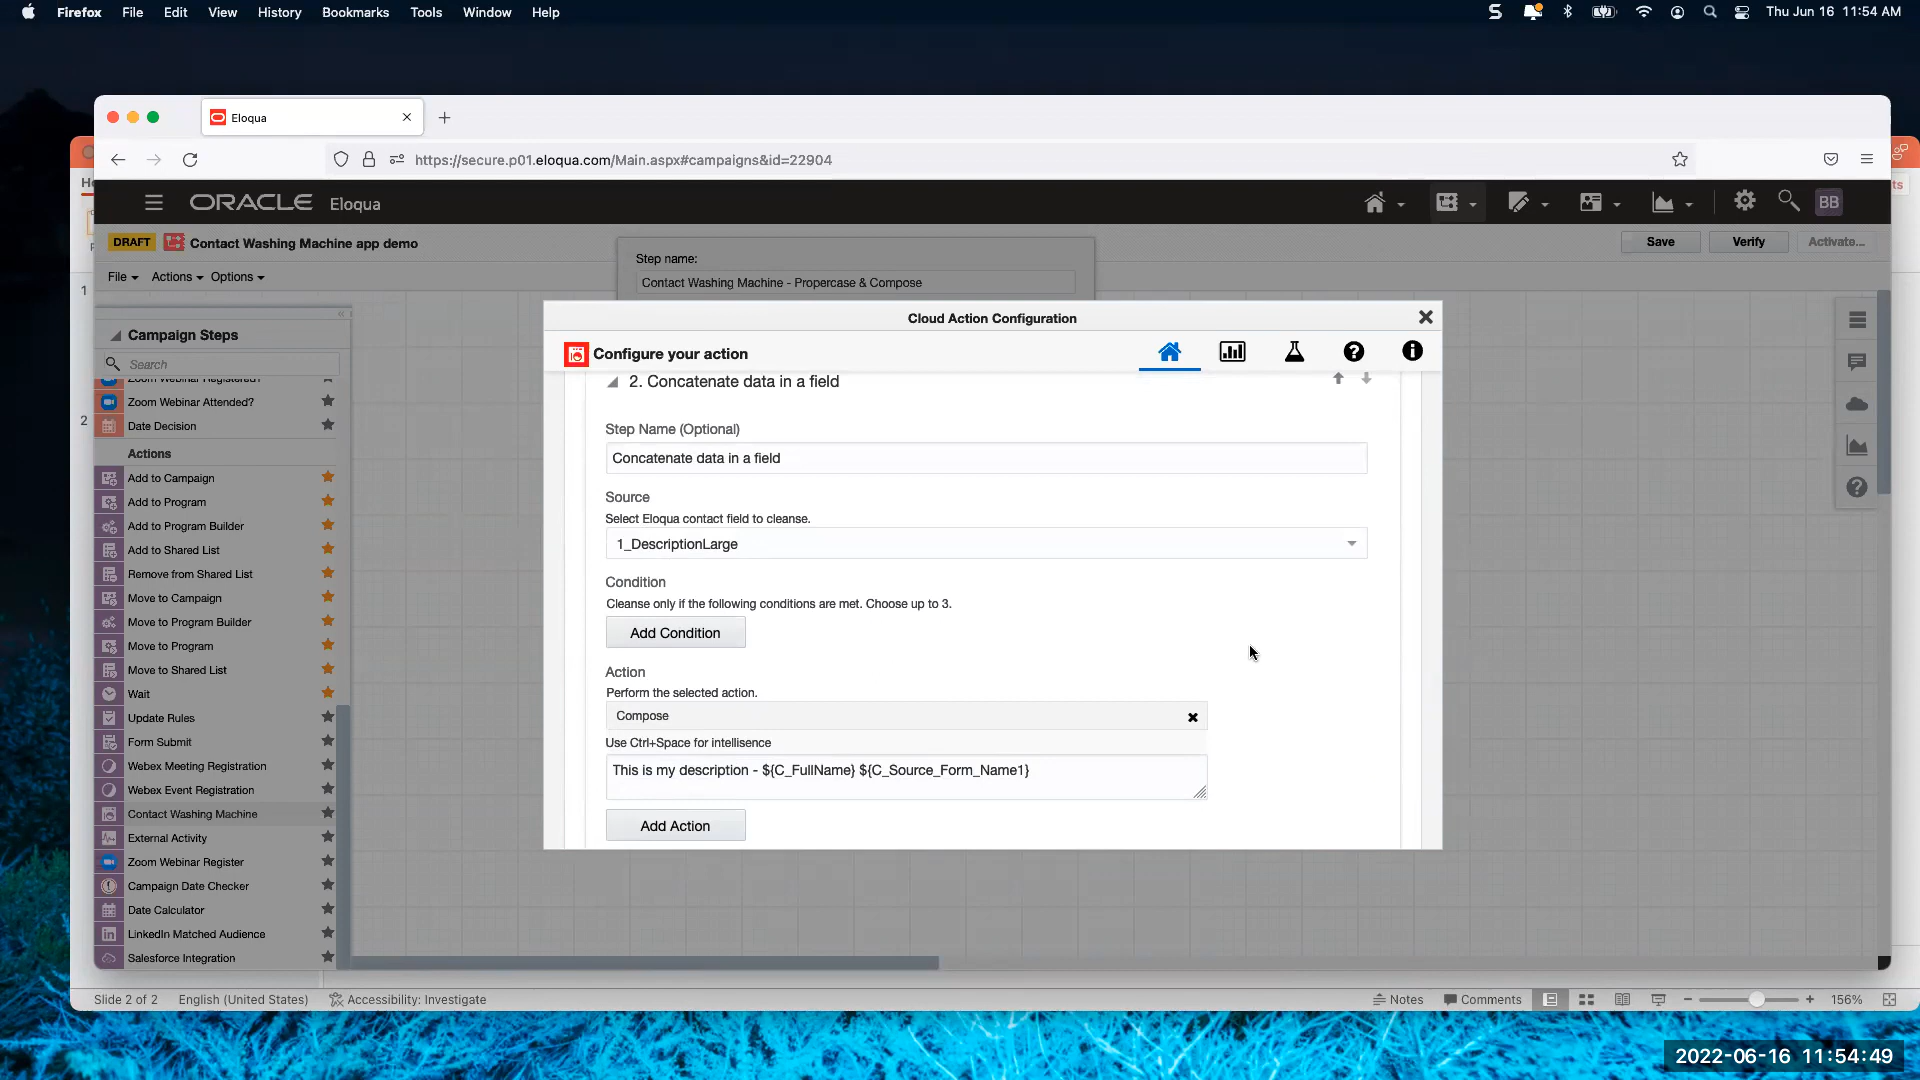 Firefox File Edit View History Bookmarks Tools Window Help
Thu Jun 16 11:54 AM
Eloqua
https://secure.p01.eloqua.com/Main.aspx#campaigns&id=22904
ORACLE Eloqua
BB
DRAFT Contact Washing Machine app demo
Save Verify Activate...
File Actions Options
Step name:
Contact Washing Machine - Propercase & Compose
1
2
Campaign Steps
Search
Zoom Webinar Registered?
Zoom Webinar Attended?
Date Decision
Actions
Add to Campaign
Add to Program
Add to Program Builder
Add to Shared List
Remove from Shared List
Move to Campaign
Move to Program Builder
Move to Program
Move to Shared List
Wait
Update Rules
Form Submit
Webex Meeting Registration
Webex Event Registration
Contact Washing Machine
External Activity
Zoom Webinar Register
Campaign Date Checker
Date Calculator
LinkedIn Matched Audience
Salesforce Integration
Cloud Action Configuration
Configure your action
2. Concatenate data in a field
Step Name (Optional)
Concatenate data in a field
Source
Select Eloqua contact field to cleanse.
1_DescriptionLarge
Condition
Cleanse only if the following conditions are met. Choose up to 3.
Add Condition
Action
Perform the selected action.
Compose
Use Ctrl+Space for intellisence
This is my description - ${C_FullName} ${C_Source_Form_Name1}
Add Action
Slide 2 of 2 English (United States) Accessibility: Investigate
Notes Comments 156%
2022-06-16 11:54:49